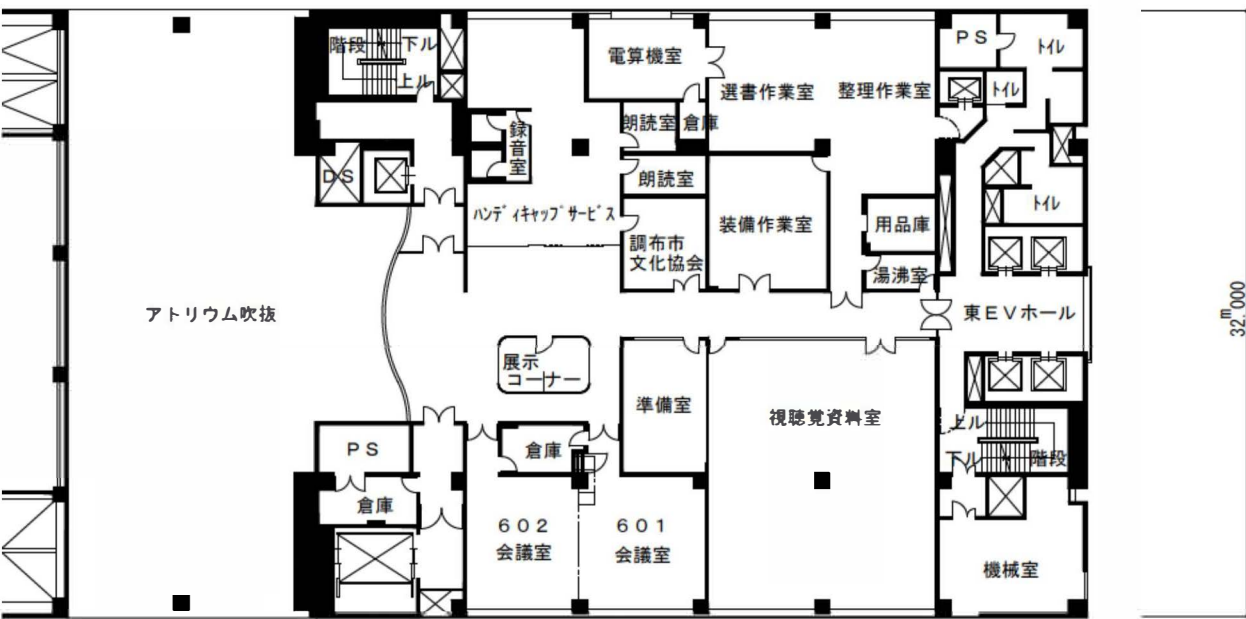 階段
下ル
上ル
電算機室
選書作業室
整理作業室
PS
トイレ
トイレ
録音室
朗読室
倉庫
DS
朗読室
ハンディキャップサービス
調布市
文化協会
装備作業室
用品庫
トイレ
湯沸室
アトリウム吹抜
東EVホール
m
32,000
展示
コーナー
準備室
視聴覚資料室
PS
倉庫
上ル
下ル
階段
倉庫
602
会議室
601
会議室
機械室